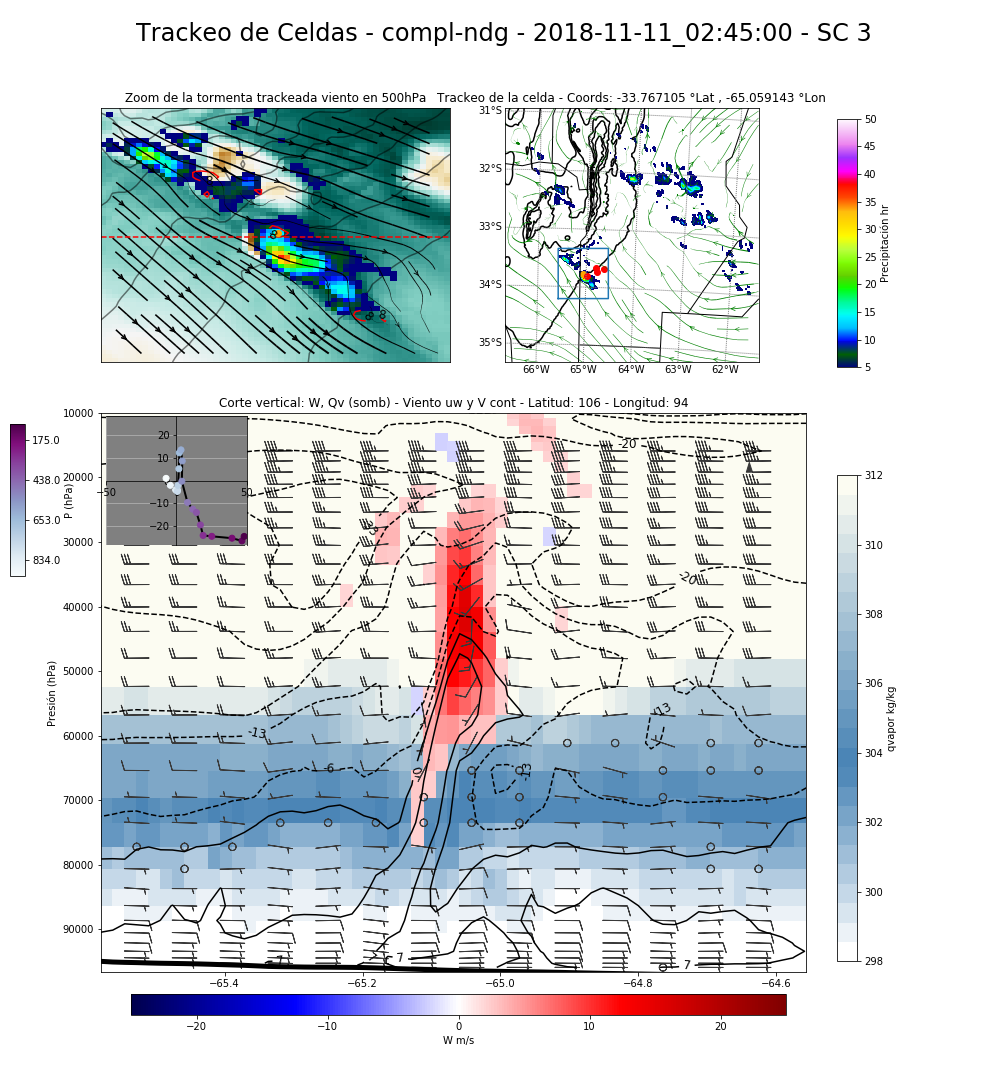 Trackeo de Celdas - compl-ndg - 2018-11-11_02:45:00 - SC 3
Zoom de la tormenta trackeada viento en 500hPa
Trackeo de la celda - Coords: -33.767105 °Lat , -65.059143 °Lon
31°S
32°S
33°S
34°S
35°S
66°W 65°W 64°W 63°W 62°W
50
45
40
35
30
25
20
15
10
5
Precipitación hr
8
8
8
Corte vertical: W, Qv (somb) - Viento uw y V cont - Latitud: 106 - Longitud: 94
175.0
438.0
653.0
834.0
P (hPa)
20
10
−10
−20
−50
50
10000
20000
30000
40000
50000
60000
70000
80000
90000
Presión (hPa)
-20
-20
-13
-13
-13
-6
0
7
7
7
−65.4 −65.2 −65.0 −64.8 −64.6
312
310
308
306
304
302
300
298
qvapor kg/kg
−20 −10 0 10 20
W m/s